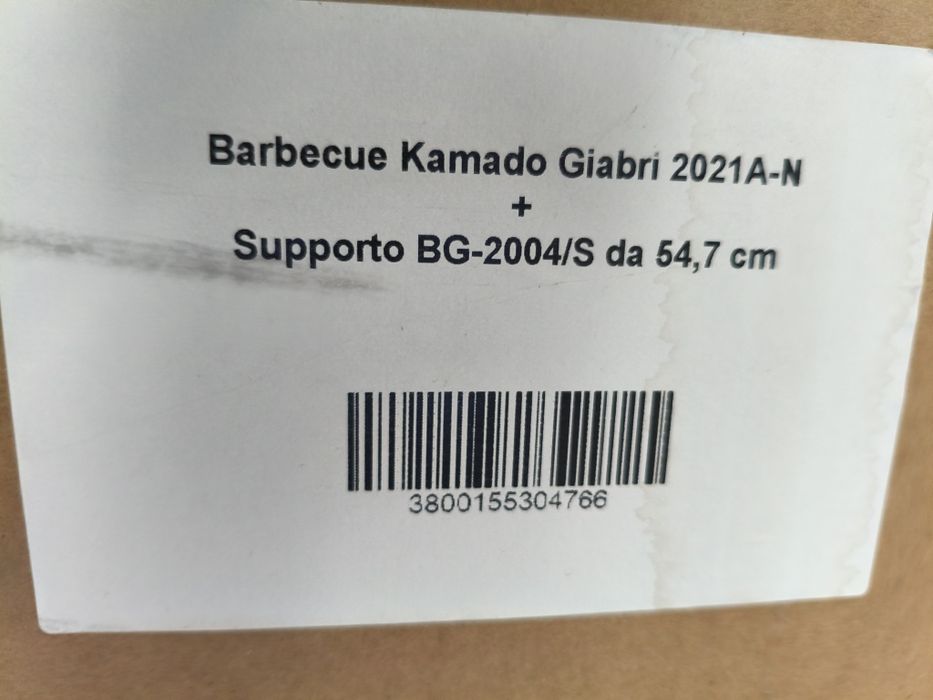 Barbecue Kamado Giabri 2021A-N
+
Supporto BG-2004/S da 54,7 cm
3800155304766